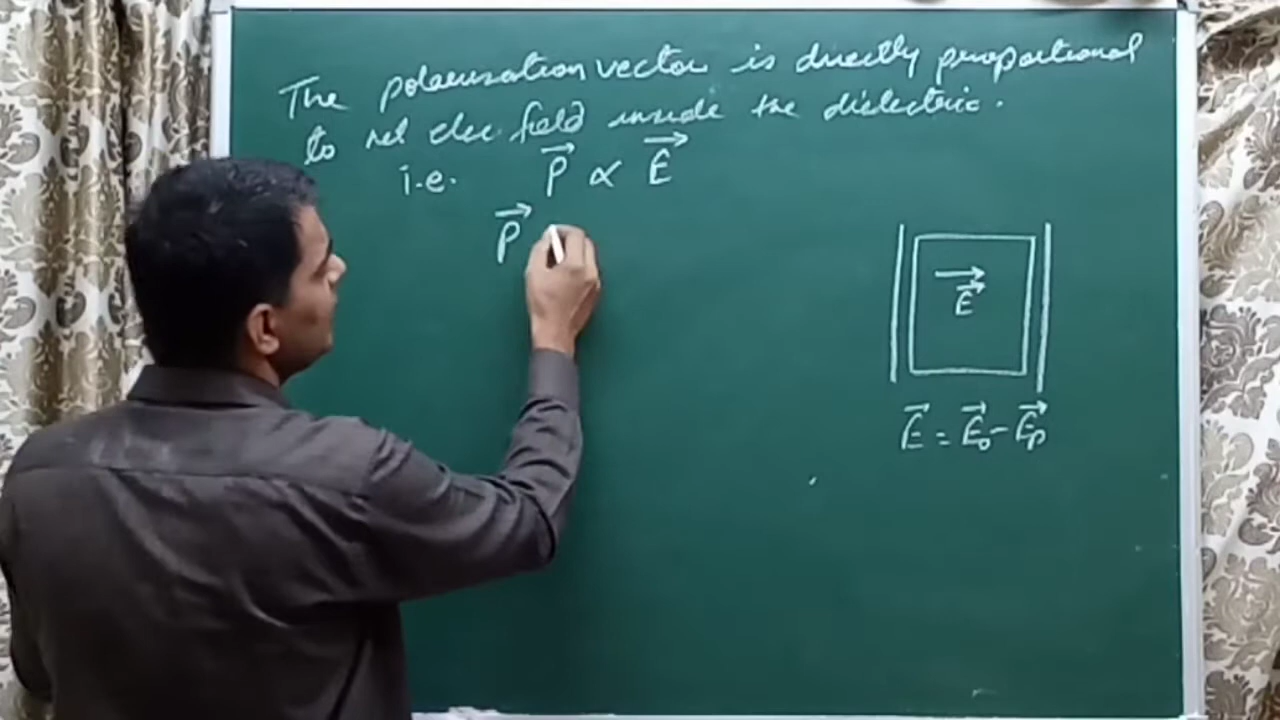 The polarisation vector is directly proportional
to net elec field inside the dielectric.
i.e. P⃗ ∝ E⃗
P⃗
E⃗
E⃗ = E⃗₀ - E⃗ₚ